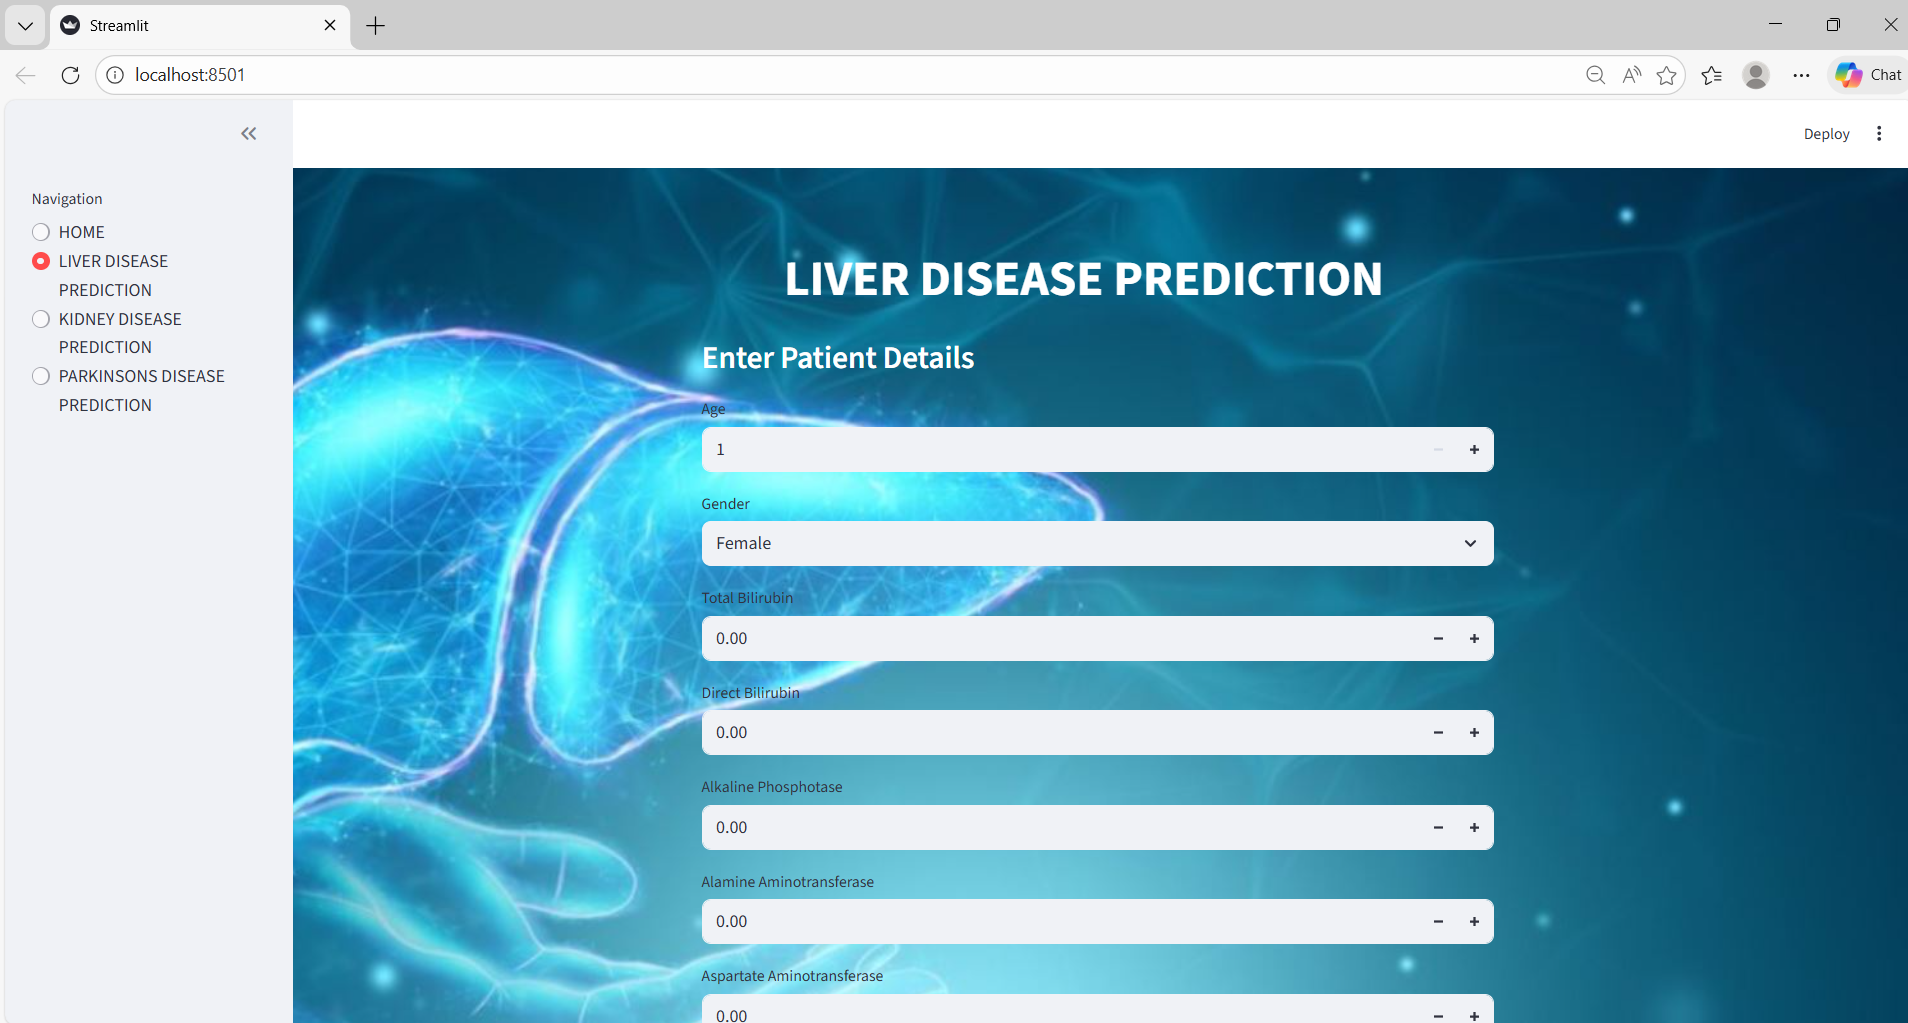 Streamlit
localhost:8501
Chat
Deploy
Navigation
HOME
LIVER DISEASE
PREDICTION
KIDNEY DISEASE
PREDICTION
PARKINSONS DISEASE
PREDICTION
LIVER DISEASE PREDICTION
Enter Patient Details
Age
1
Gender
Female
Total Bilirubin
0.00
Direct Bilirubin
0.00
Alkaline Phosphotase
0.00
Alamine Aminotransferase
0.00
Aspartate Aminotransferase
0.00